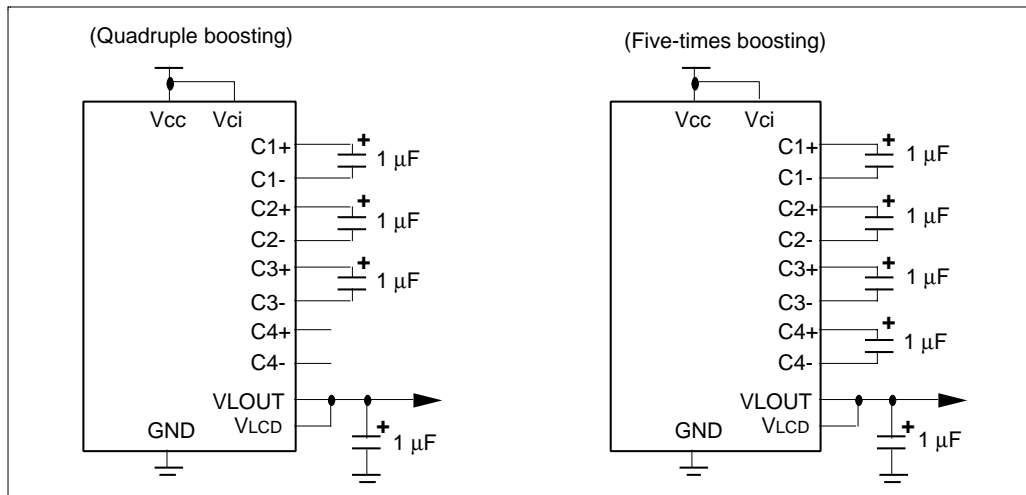 (Quadruple boosting)
Vcc Vci
C1+
+
1 μF
C1-
C2+
+
1 μF
C2-
C3+
+
1 μF
C3-
C4+
C4-
VLOUT
VLCD
GND
+
1 μF
(Five-times boosting)
Vcc Vci
C1+
+
1 μF
C1-
C2+
+
1 μF
C2-
C3+
+
1 μF
C3-
C4+
+
1 μF
C4-
VLOUT
VLCD
GND
+
1 μF